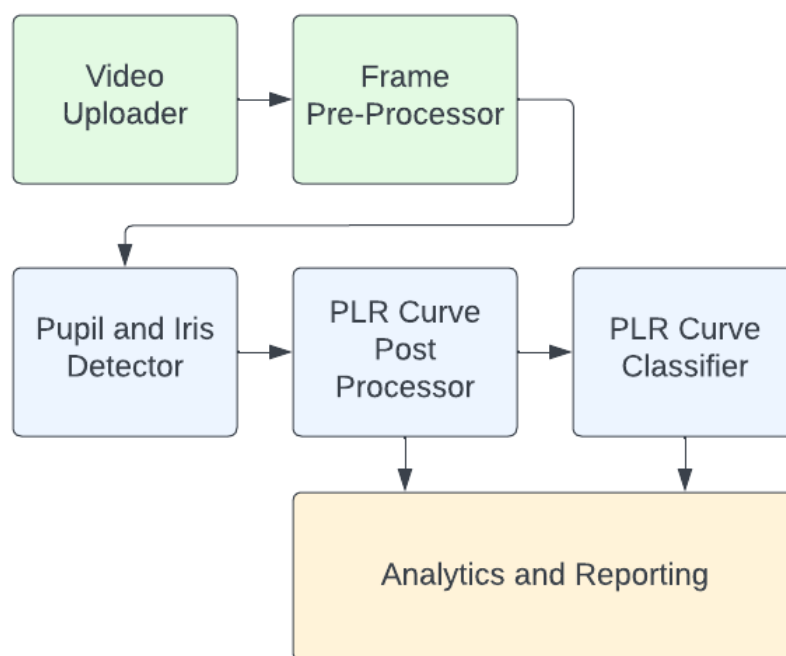 Video
Uploader
Frame
Pre-Processor
Pupil and Iris
Detector
PLR Curve
Post
Processor
PLR Curve
Classifier
Analytics and Reporting